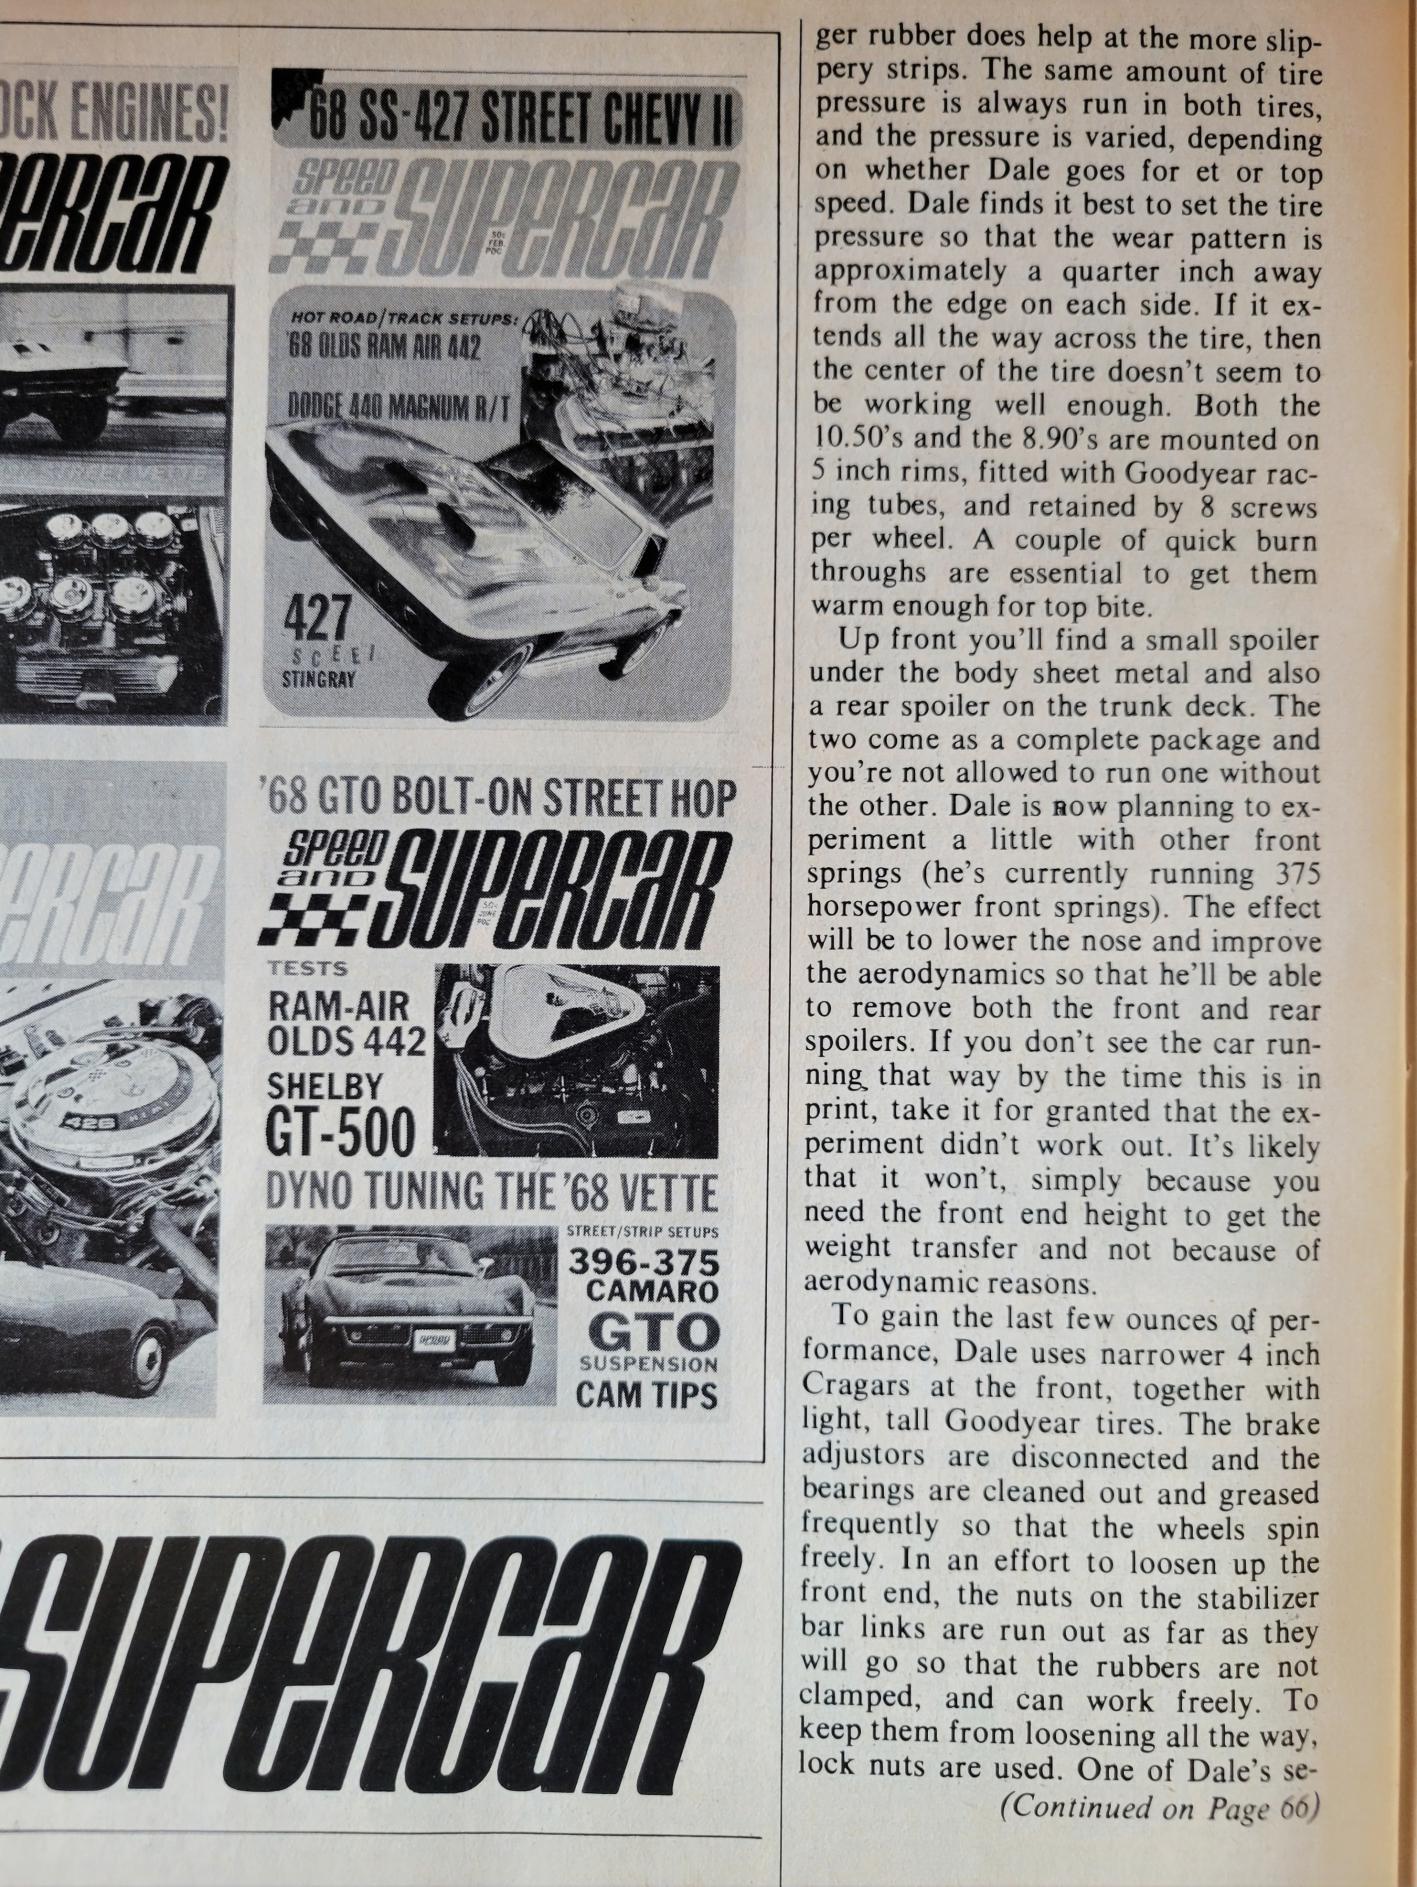 OCK ENGINES!
ERCAR
'68 SS-427 STREET CHEVY II
SPEED
AND
SUPERCAR
50¢
FEB.
PDC
HOT ROAD/TRACK SETUPS:
'68 OLDS RAM AIR 442
DODGE 440 MAGNUM R/T
427
STINGRAY
ERCAR
426
'68 GTO BOLT-ON STREET HOP
SPEED
AND
SUPERCAR
50¢
JUNE
PDC
TESTS
RAM-AIR
OLDS 442
SHELBY
GT-500
DYNO TUNING THE '68 VETTE
SPEED
STREET/STRIP SETUPS
396-375
CAMARO
GTO
SUSPENSION
CAM TIPS
SUPERCAR
ger rubber does help at the more slip-
pery strips. The same amount of tire
pressure is always run in both tires,
and the pressure is varied, depending
on whether Dale goes for et or top
speed. Dale finds it best to set the tire
pressure so that the wear pattern is
approximately a quarter inch away
from the edge on each side. If it ex-
tends all the way across the tire, then
the center of the tire doesn't seem to
be working well enough. Both the
10.50's and the 8.90's are mounted on
5 inch rims, fitted with Goodyear rac-
ing tubes, and retained by 8 screws
per wheel. A couple of quick burn
throughs are essential to get them
warm enough for top bite.
Up front you'll find a small spoiler
under the body sheet metal and also
a rear spoiler on the trunk deck. The
two come as a complete package and
you're not allowed to run one without
the other. Dale is now planning to ex-
periment a little with other front
springs (he's currently running 375
horsepower front springs). The effect
will be to lower the nose and improve
the aerodynamics so that he'll be able
to remove both the front and rear
spoilers. If you don't see the car run-
ning that way by the time this is in
print, take it for granted that the ex-
periment didn't work out. It's likely
that it won't, simply because you
need the front end height to get the
weight transfer and not because of
aerodynamic reasons.
To gain the last few ounces of per-
formance, Dale uses narrower 4 inch
Cragars at the front, together with
light, tall Goodyear tires. The brake
adjustors are disconnected and the
bearings are cleaned out and greased
frequently so that the wheels spin
freely. In an effort to loosen up the
front end, the nuts on the stabilizer
bar links are run out as far as they
will go so that the rubbers are not
clamped, and can work freely. To
keep them from loosening all the way,
lock nuts are used. One of Dale's se-
(Continued on Page 66)